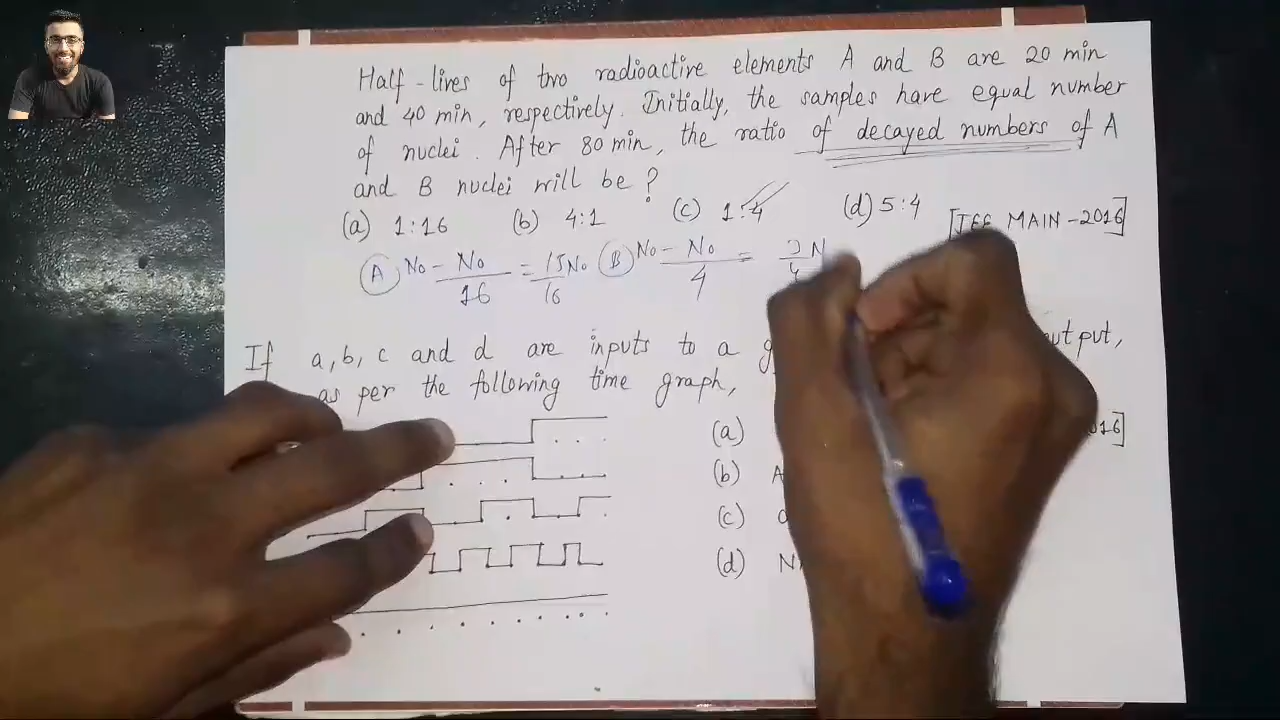 Half-lives of two radioactive elements A and B are 20 min
and 40 min, respectively. Initially, the samples have equal number
of nuclei. After 80 min, the ratio of decayed numbers of A
and B nuclei will be?
(a) 1:16 (b) 4:1 (c) 1:4 (d) 5:4 [JEE MAIN-2016]
(A) No - No/16 = 15No/16 (B) No - No/4 =
If a, b, c and d are inputs to a output,
as per the following time graph,
(a)
(b)
(c)
(d)